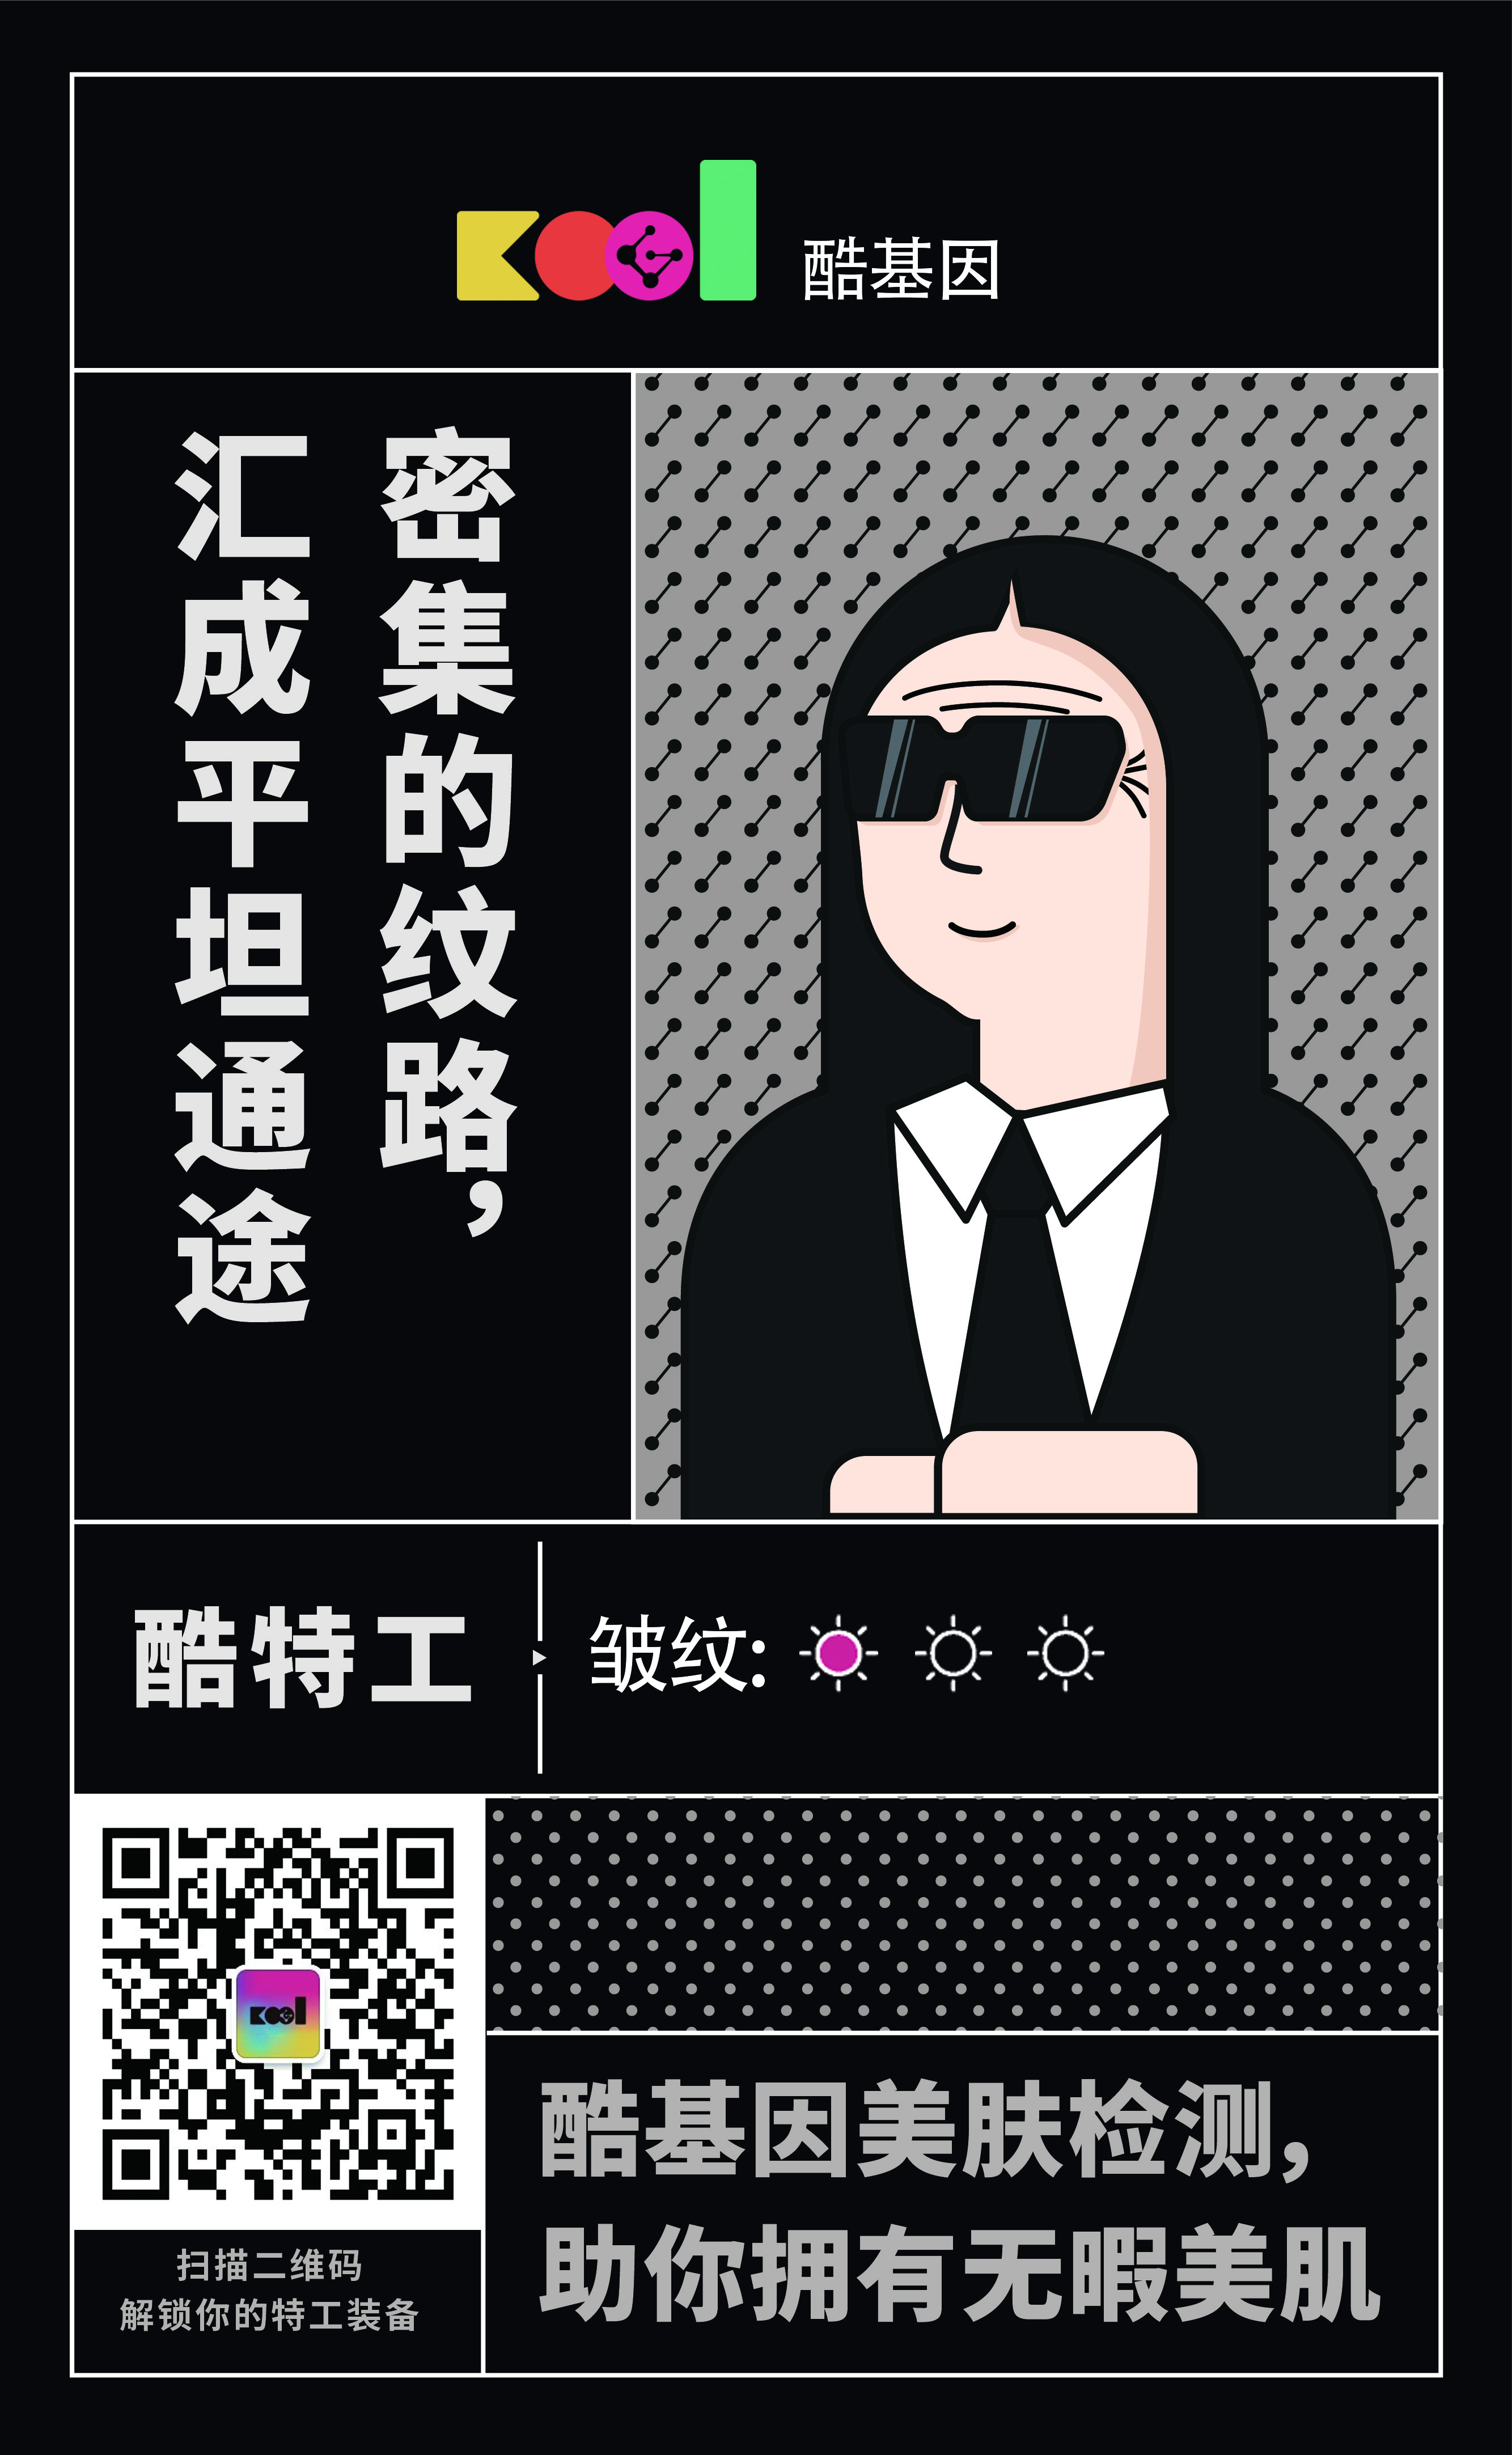 kool 酷基因
密集的纹路，
汇成平坦通途
酷特工
皱纹:
kool
扫描二维码
解锁你的特工装备
酷基因美肤检测，
助你拥有无暇美肌